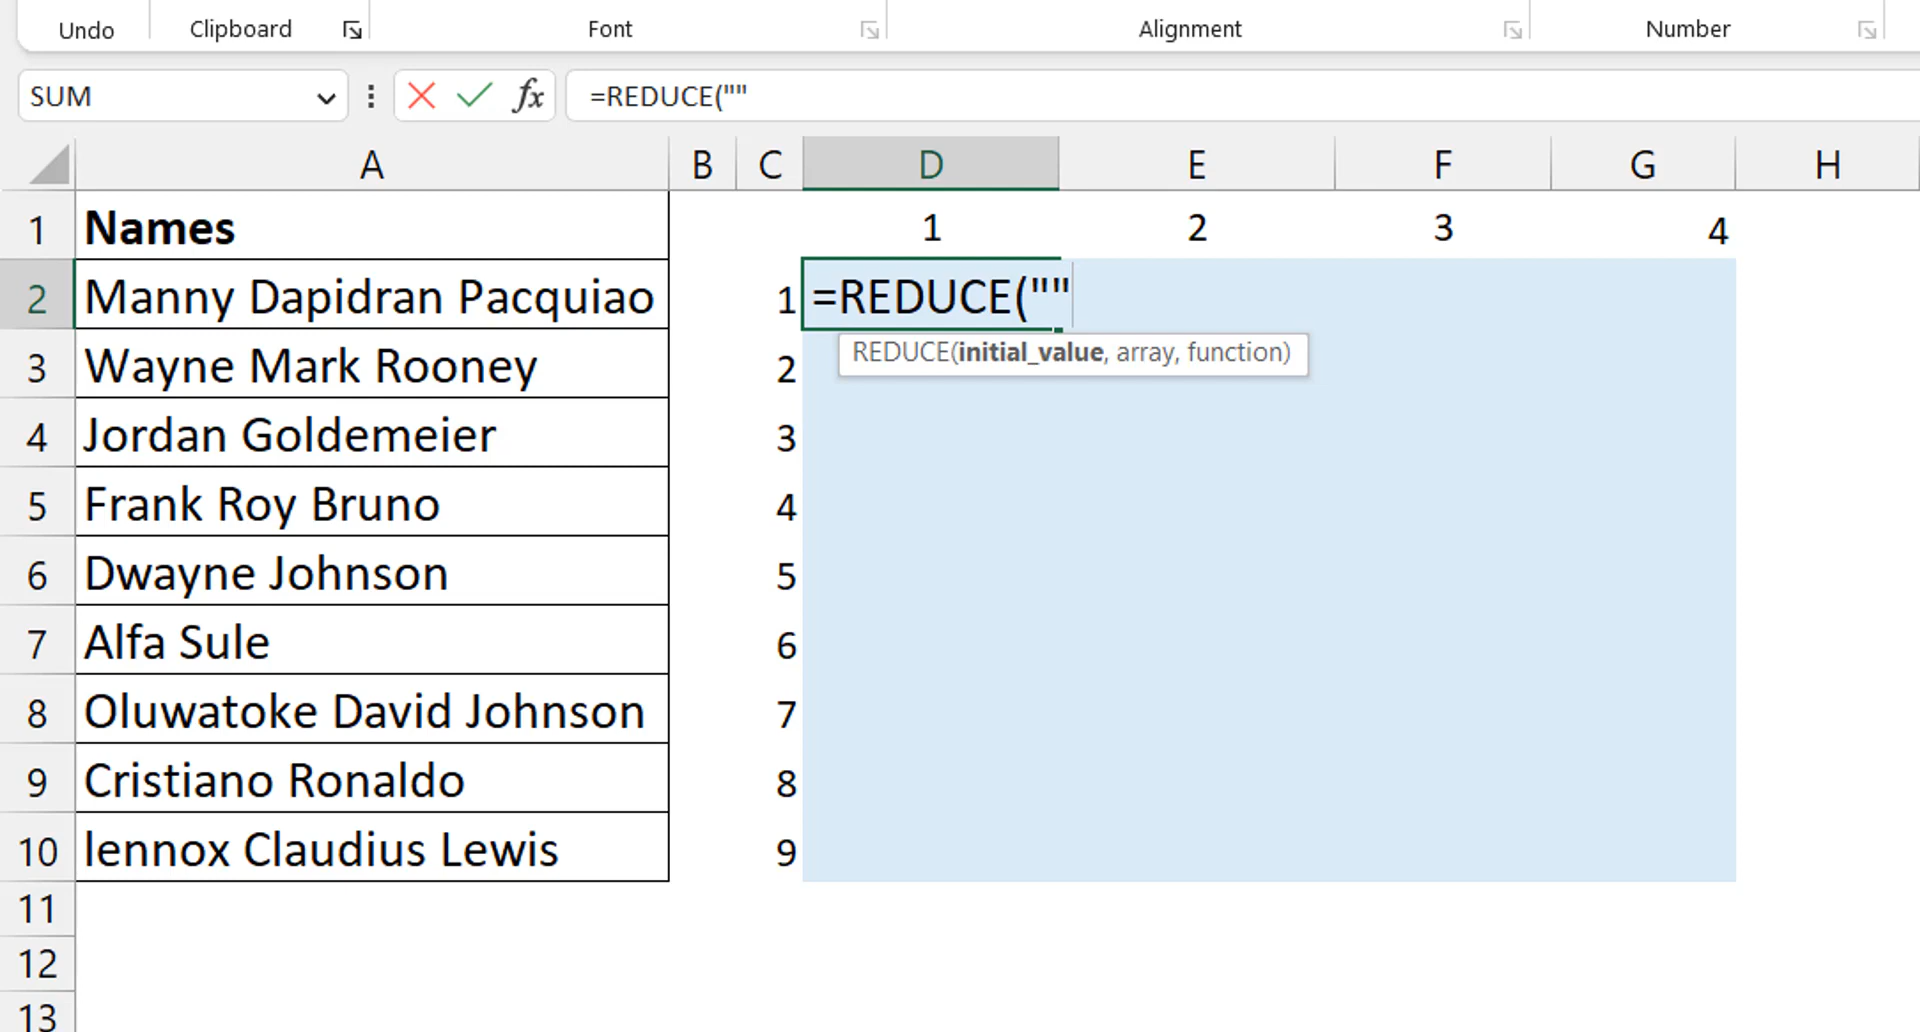 Undo Clipboard Font Alignment Number
SUM fx =REDUCE(""
A B C D E F G H
1 Names 1 2 3 4
2 Manny Dapidran Pacquiao 1 =REDUCE(""
REDUCE(initial_value, array, function)
3 Wayne Mark Rooney 2
4 Jordan Goldemeier 3
5 Frank Roy Bruno 4
6 Dwayne Johnson 5
7 Alfa Sule 6
8 Oluwatoke David Johnson 7
9 Cristiano Ronaldo 8
10 lennox Claudius Lewis 9
11
12
13